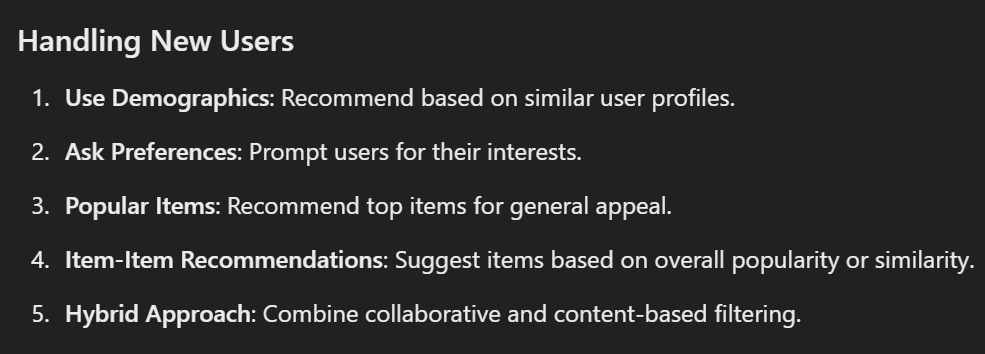 Handling New Users
1. Use Demographics: Recommend based on similar user profiles.
2. Ask Preferences: Prompt users for their interests.
3. Popular Items: Recommend top items for general appeal.
4. Item-Item Recommendations: Suggest items based on overall popularity or similarity.
5. Hybrid Approach: Combine collaborative and content-based filtering.